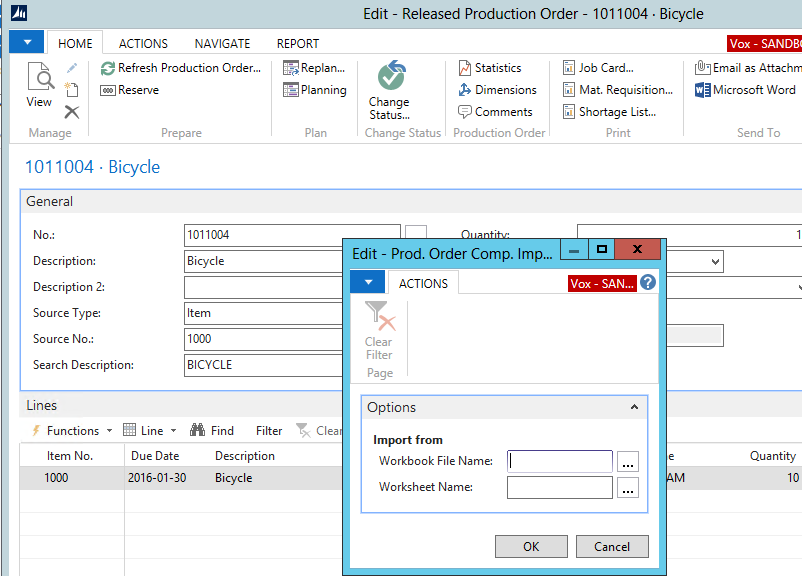 Edit - Released Production Order - 1011004 · Bicycle
HOME ACTIONS NAVIGATE REPORT
Vox - SANDBO
View
Manage
Refresh Production Order...
Reserve
Prepare
Replan...
Planning
Plan
Change
Status...
Change Status
Statistics
Dimensions
Comments
Production Order
Job Card...
Mat. Requisition...
Shortage List...
Print
Email as Attachm
Microsoft Word
Send To
1011004 · Bicycle
General
No.: 1011004
Quantity: 1
Description: Bicycle
Description 2:
Source Type: Item
Source No.: 1000
Search Description: BICYCLE
Lines
Functions Line Find Filter Clear
Item No. Due Date Description Quantity
1000 2016-01-30 Bicycle AM 10
Edit - Prod. Order Comp. Imp...
ACTIONS
Vox - SAN...
Clear
Filter
Page
Options
Import from
Workbook File Name:
...
Worksheet Name:
...
OK Cancel